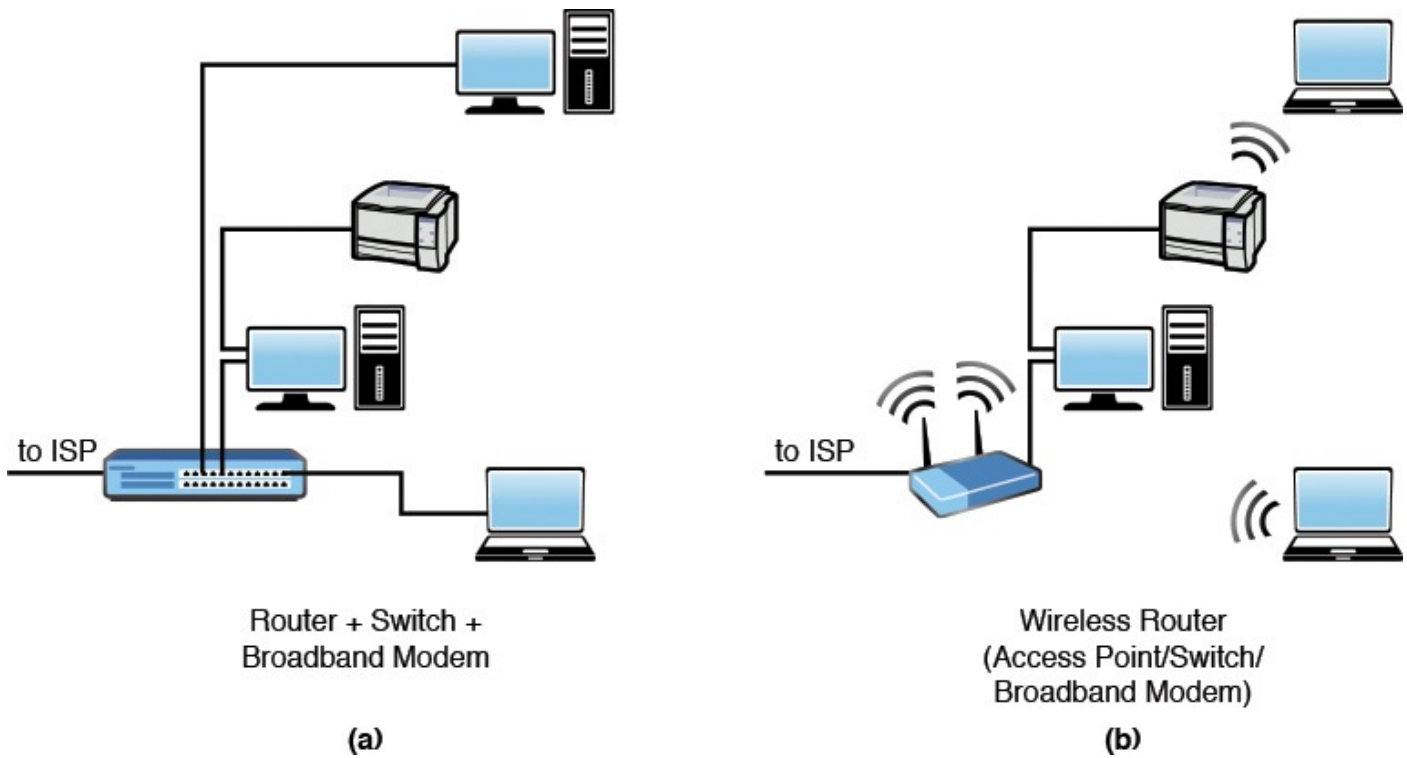 to ISP
Router + Switch +
Broadband Modem
(a)
to ISP
Wireless Router
(Access Point/Switch/
Broadband Modem)
(b)